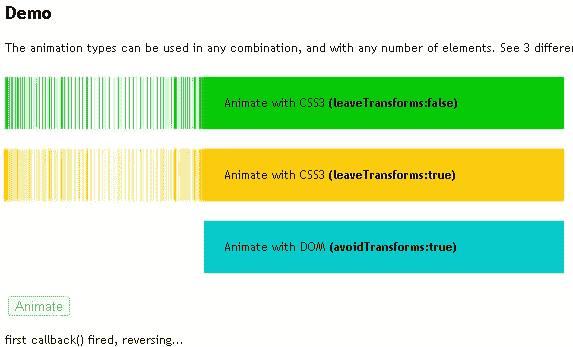 Demo
The animation types can be used in any combination, and with any number of elements. See 3
Animate with CSS3 (leaveTransforms:false)
Animate with CSS3 (leaveTransforms:true)
Animate with DOM (avoidTransforms:true)
Animate
first callback() fired, reversing...